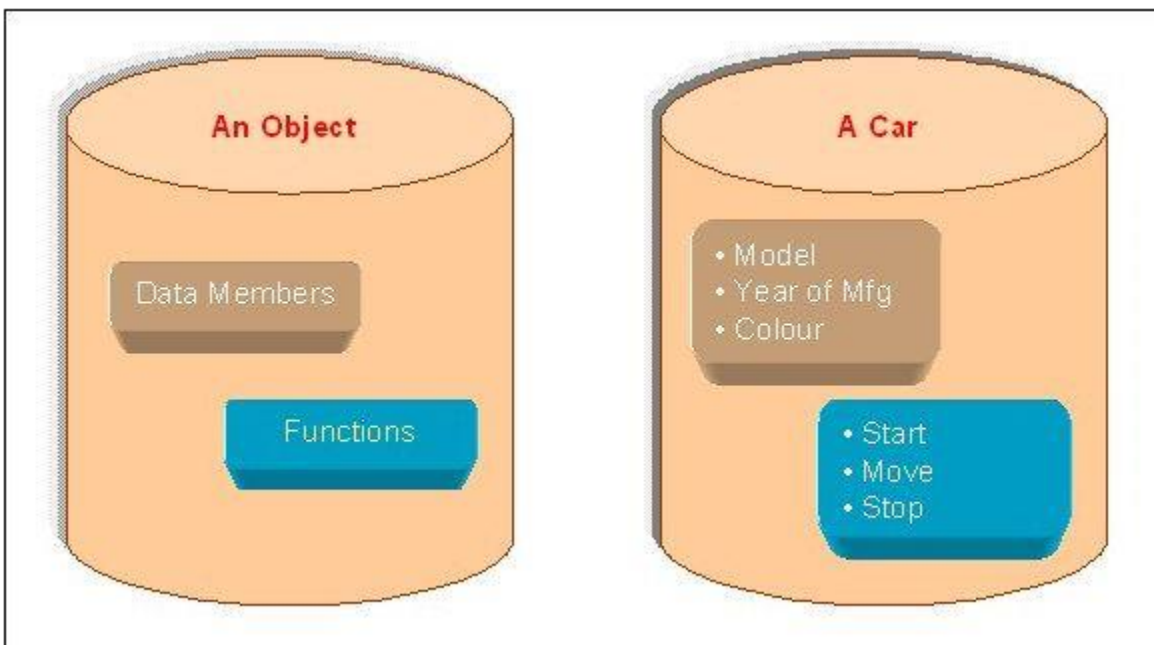 An Object
Data Members
Functions
A Car
• Model
• Year of Mfg
• Colour
• Start
• Move
• Stop